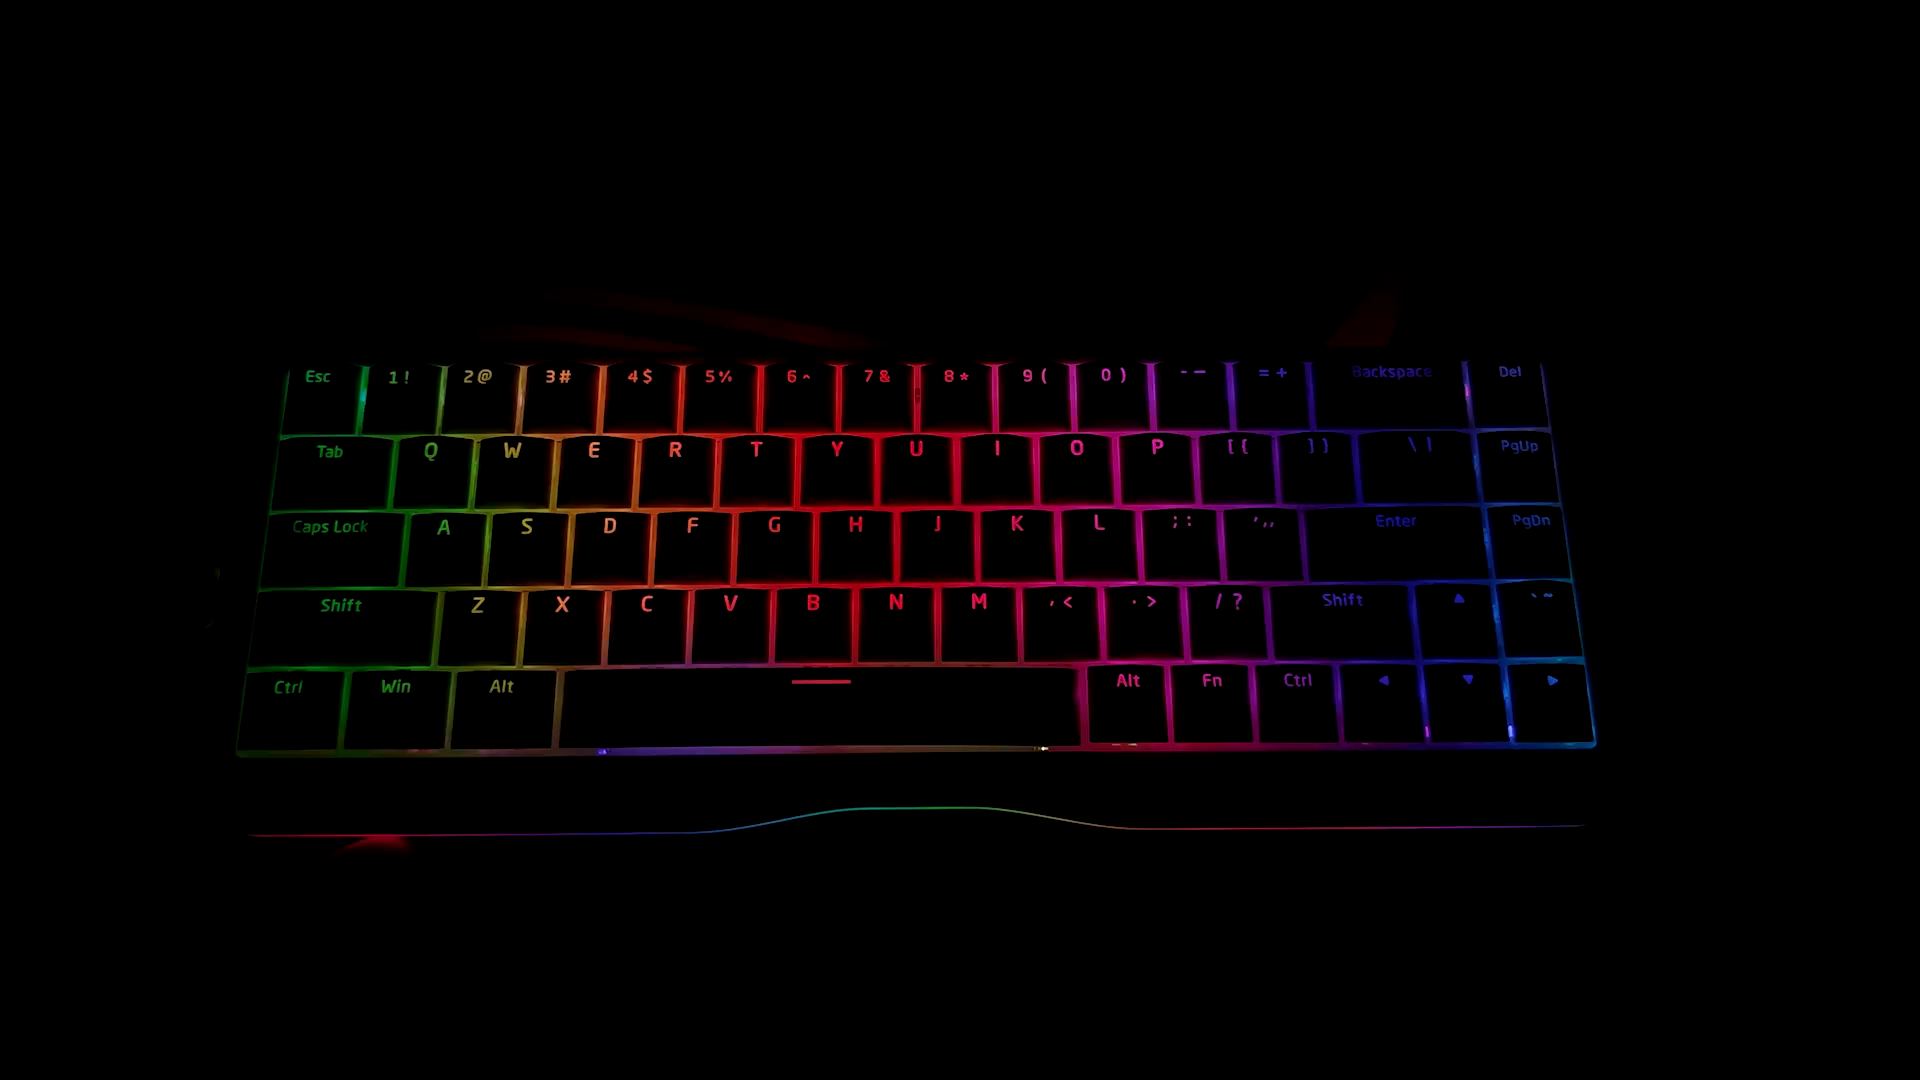 Esc 1 ! 2 @ 3 # 4 $ 5 % 6 ^ 7 & 8 * 9 ( 0 ) - — = + Backspace Del
Tab Q W E R T Y U I O P [ { ] } \ | PgUp
Caps Lock A S D F G H J K L ; : ' ,, Enter PgDn
Shift Z X C V B N M , < . > / ? Shift ▲ ` ~
Ctrl Win Alt Alt Fn Ctrl ◀ ▼ ▶